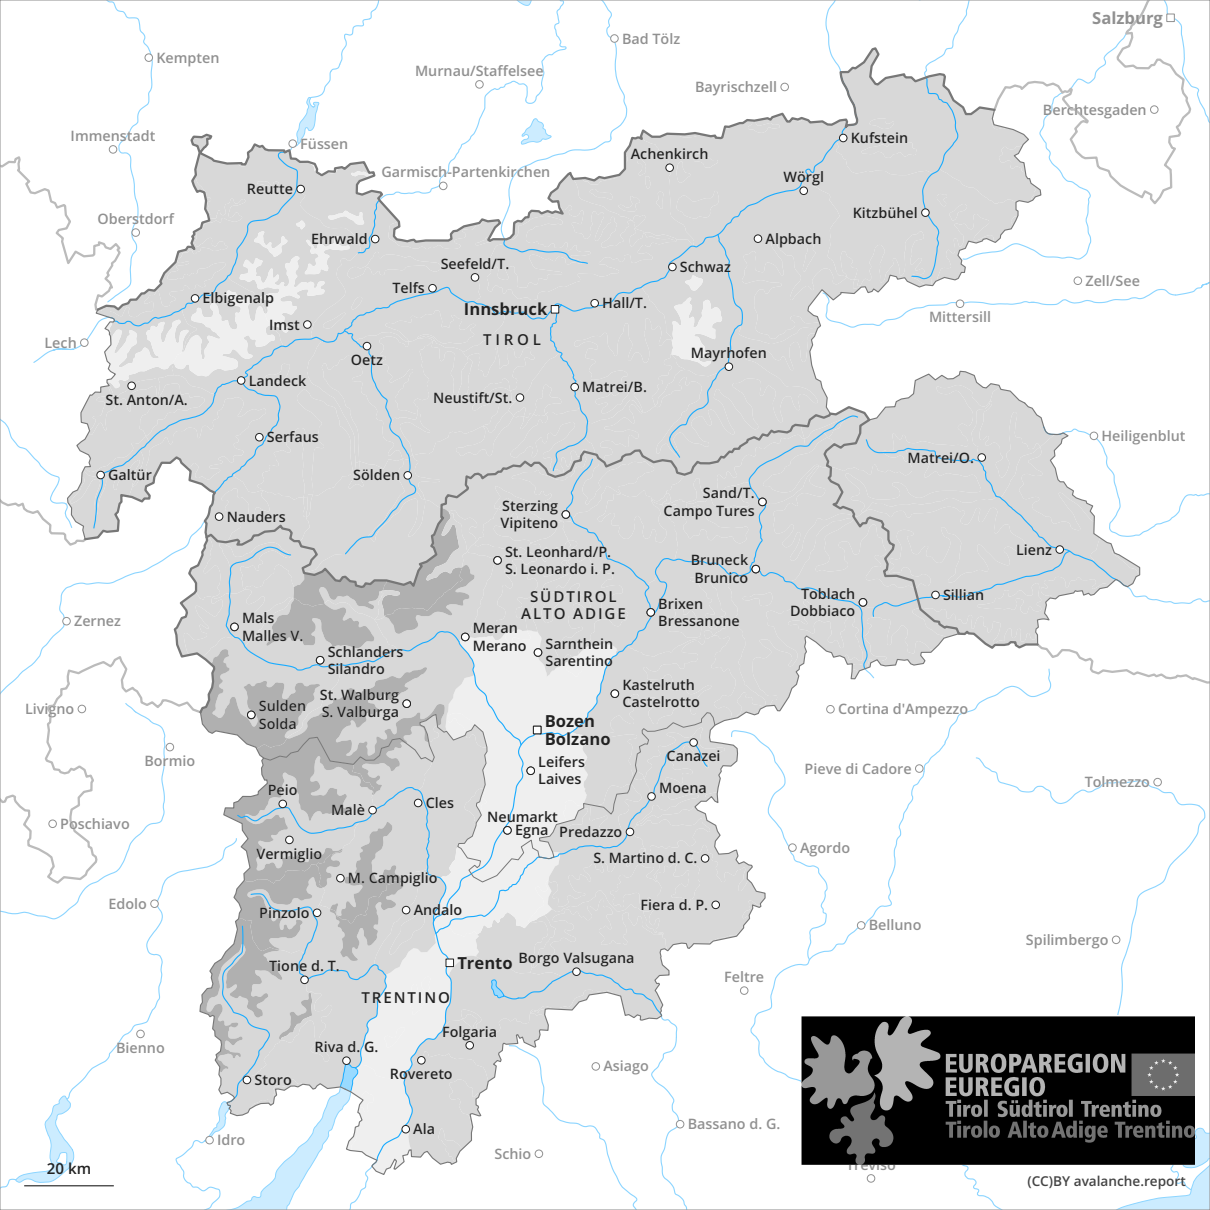 Salzburg
Bad Tölz
Kempten
Murnau/Staffelsee
Bayrischzell
Berchtesgaden
Immenstadt
Füssen
Kufstein
Achenkirch
Garmisch-Partenkirchen
Wörgl
Reutte
Oberstdorf
Kitzbühel
Ehrwald
Alpbach
Seefeld/T.
Schwaz
Zell/See
Telfs
Elbigenalp
Hall/T.
Innsbruck
Mittersill
Imst
TIROL
Lech
Oetz
Mayrhofen
Landeck
Matrei/B.
St. Anton/A.
Neustift/St.
Serfaus
Heiligenblut
Matrei/O.
Galtür
Sölden
Sand/T.
Campo Tures
Sterzing
Vipiteno
Nauders
St. Leonhard/P.
S. Leonardo i. P.
Lienz
Bruneck
Brunico
SÜDTIROL
ALTO ADIGE
Toblach
Dobbiaco
Sillian
Brixen
Bressanone
Mals
Malles V.
Zernez
Meran
Merano
Sarnthein
Sarentino
Schlanders
Silandro
Kastelruth
Castelrotto
St. Walburg
S. Valburga
Sulden
Solda
Livigno
Cortina d'Ampezzo
Bozen
Bolzano
Bormio
Canazei
Leifers
Laives
Pieve di Cadore
Tolmezzo
Peio
Moena
Malè
Cles
Neumarkt
Egna
Predazzo
Poschiavo
Vermiglio
S. Martino d. C.
Agordo
M. Campiglio
Edolo
Pinzolo
Andalo
Fiera d. P.
Belluno
Spilimbergo
Trento
Borgo Valsugana
Tione d. T.
Feltre
TRENTINO
Folgaria
Bienno
Riva d. G.
Rovereto
Asiago
Storo
EUROPAREGION
EUREGIO
Tirol Südtirol Trentino
Tirolo Alto Adige Trentino
Ala
Bassano d. G.
Idro
Schio
Treviso
20 km
(CC)BY avalanche.report